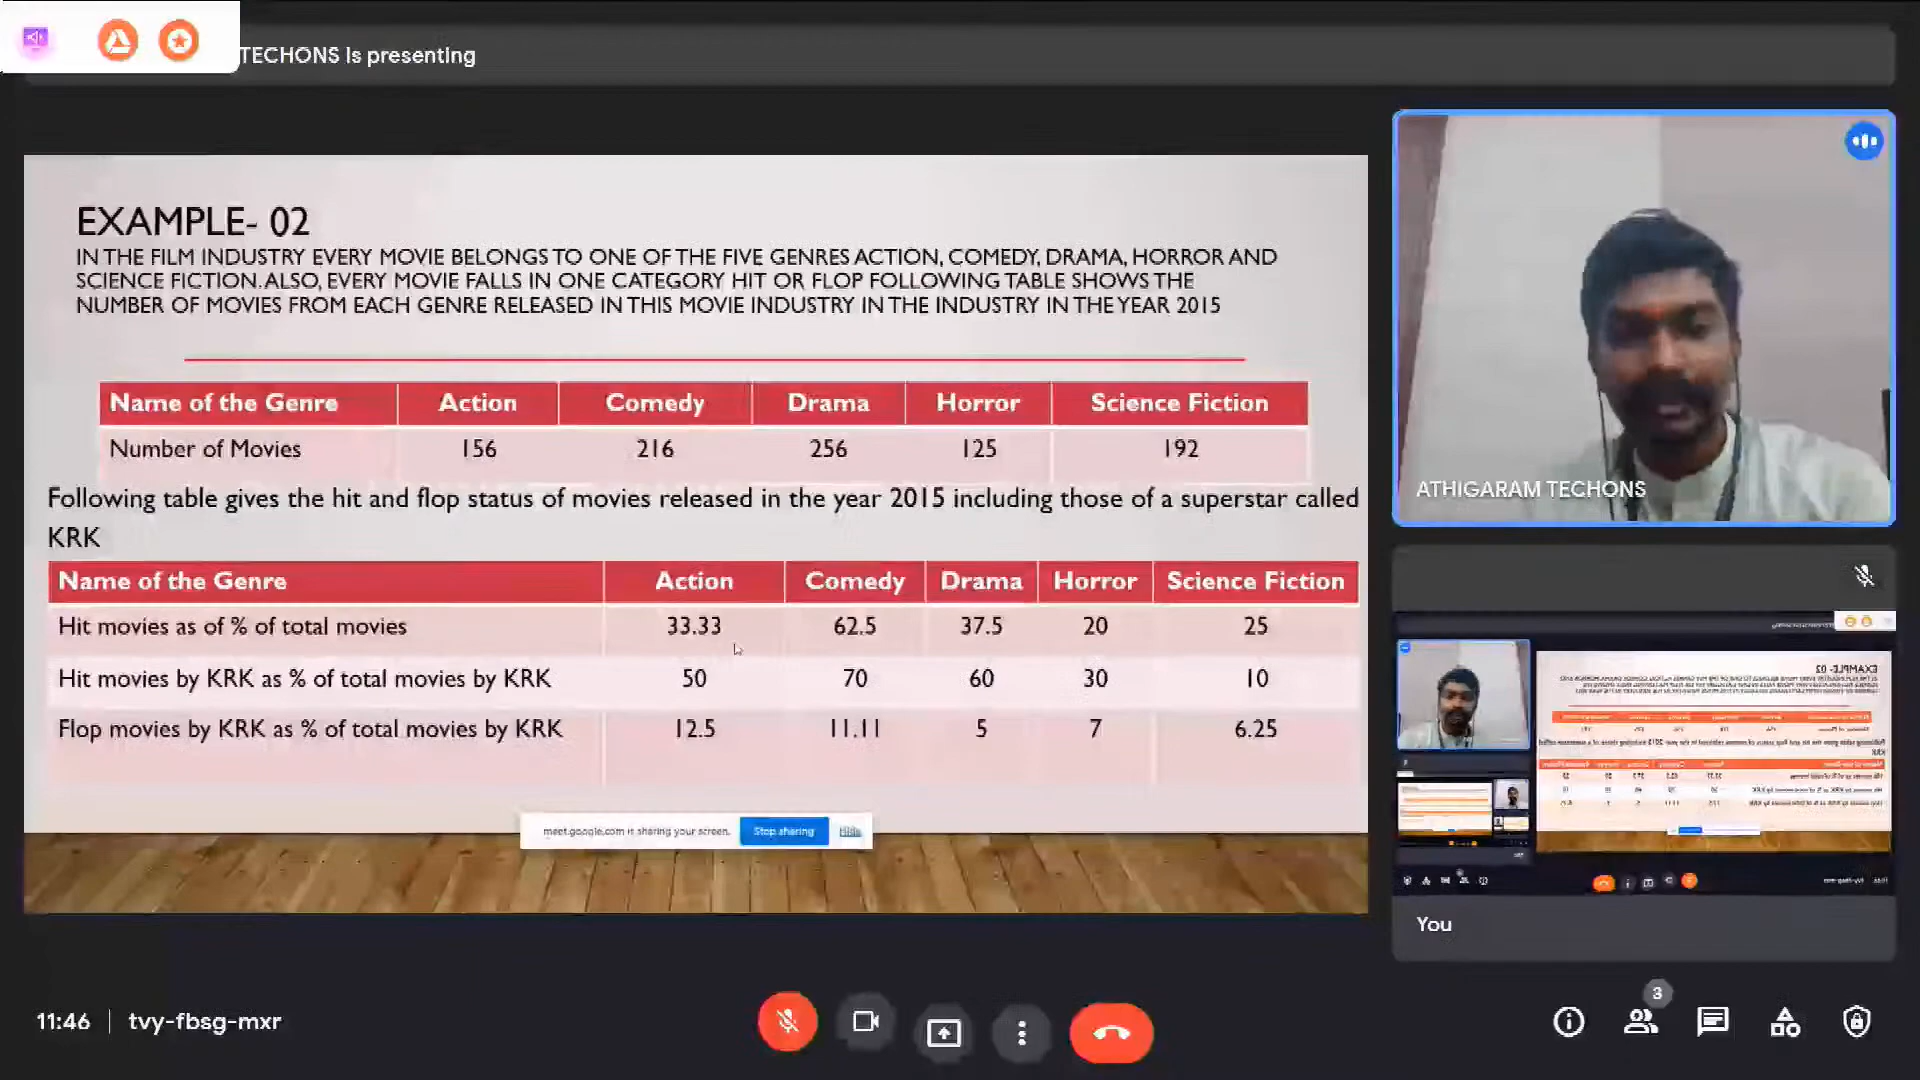 TECHONS Is presenting
EXAMPLE- 02
IN THE FILM INDUSTRY EVERY MOVIE BELONGS TO ONE OF THE FIVE GENRES ACTION, COMEDY, DRAMA, HORROR AND
SCIENCE FICTION. ALSO, EVERY MOVIE FALLS IN ONE CATEGORY HIT OR FLOP FOLLOWING TABLE SHOWS THE
NUMBER OF MOVIES FROM EACH GENRE RELEASED IN THIS MOVIE INDUSTRY IN THE INDUSTRY IN THE YEAR 2015
Name of the Genre Action Comedy Drama Horror Science Fiction
Number of Movies 156 216 256 125 192
Following table gives the hit and flop status of movies released in the year 2015 including those of a superstar called
KRK
Name of the Genre Action Comedy Drama Horror Science Fiction
Hit movies as of % of total movies 33.33 62.5 37.5 20 25
Hit movies by KRK as % of total movies by KRK 50 70 60 30 10
Flop movies by KRK as % of total movies by KRK 12.5 11.11 5 7 6.25
meet.google.com is sharing your screen. Stop sharing Hide
ATHIGARAM TECHONS
EXAMPLE- 02
You
3
11:46 | tvy-fbsg-mxr